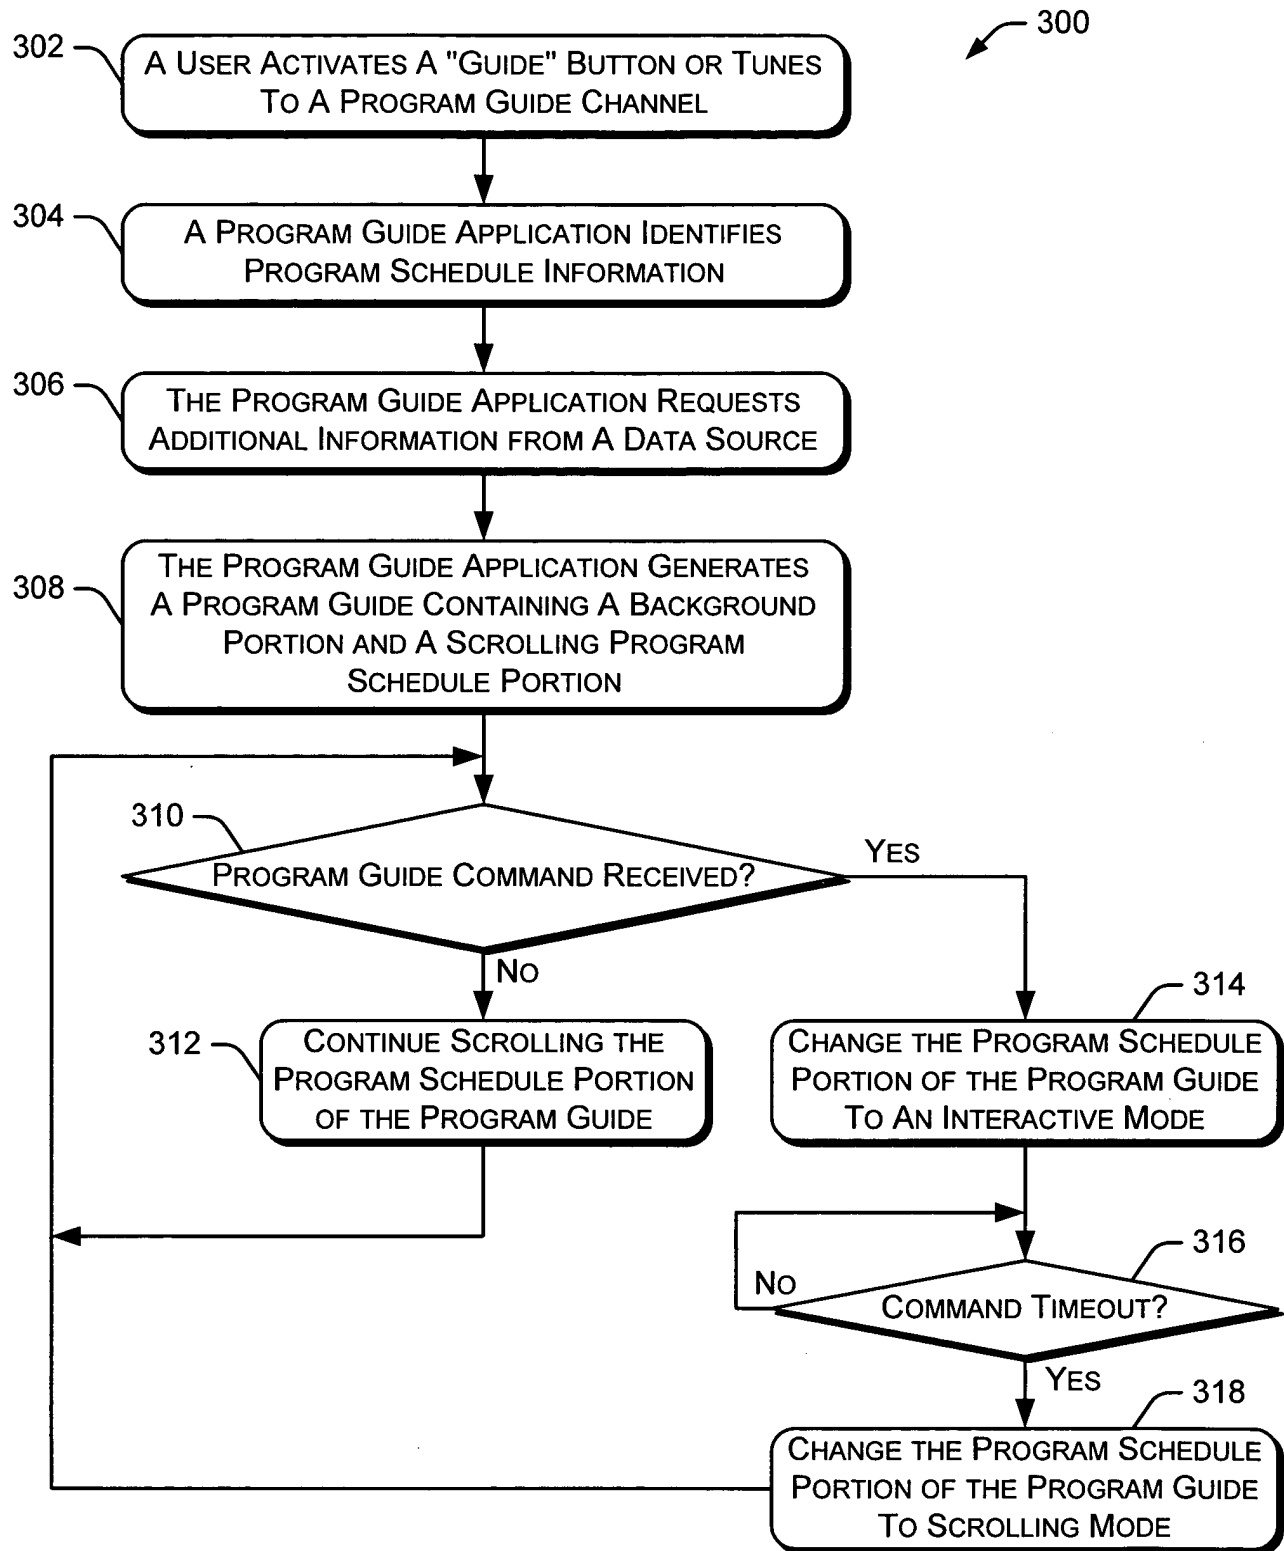 300
302
A USER ACTIVATES A "GUIDE" BUTTON OR TUNES
TO A PROGRAM GUIDE CHANNEL
304
A PROGRAM GUIDE APPLICATION IDENTIFIES
PROGRAM SCHEDULE INFORMATION
306
THE PROGRAM GUIDE APPLICATION REQUESTS
ADDITIONAL INFORMATION FROM A DATA SOURCE
308
THE PROGRAM GUIDE APPLICATION GENERATES
A PROGRAM GUIDE CONTAINING A BACKGROUND
PORTION AND A SCROLLING PROGRAM
SCHEDULE PORTION
310
PROGRAM GUIDE COMMAND RECEIVED?
YES
NO
312
CONTINUE SCROLLING THE
PROGRAM SCHEDULE PORTION
OF THE PROGRAM GUIDE
314
CHANGE THE PROGRAM SCHEDULE
PORTION OF THE PROGRAM GUIDE
TO AN INTERACTIVE MODE
316
NO
COMMAND TIMEOUT?
YES
318
CHANGE THE PROGRAM SCHEDULE
PORTION OF THE PROGRAM GUIDE
TO SCROLLING MODE